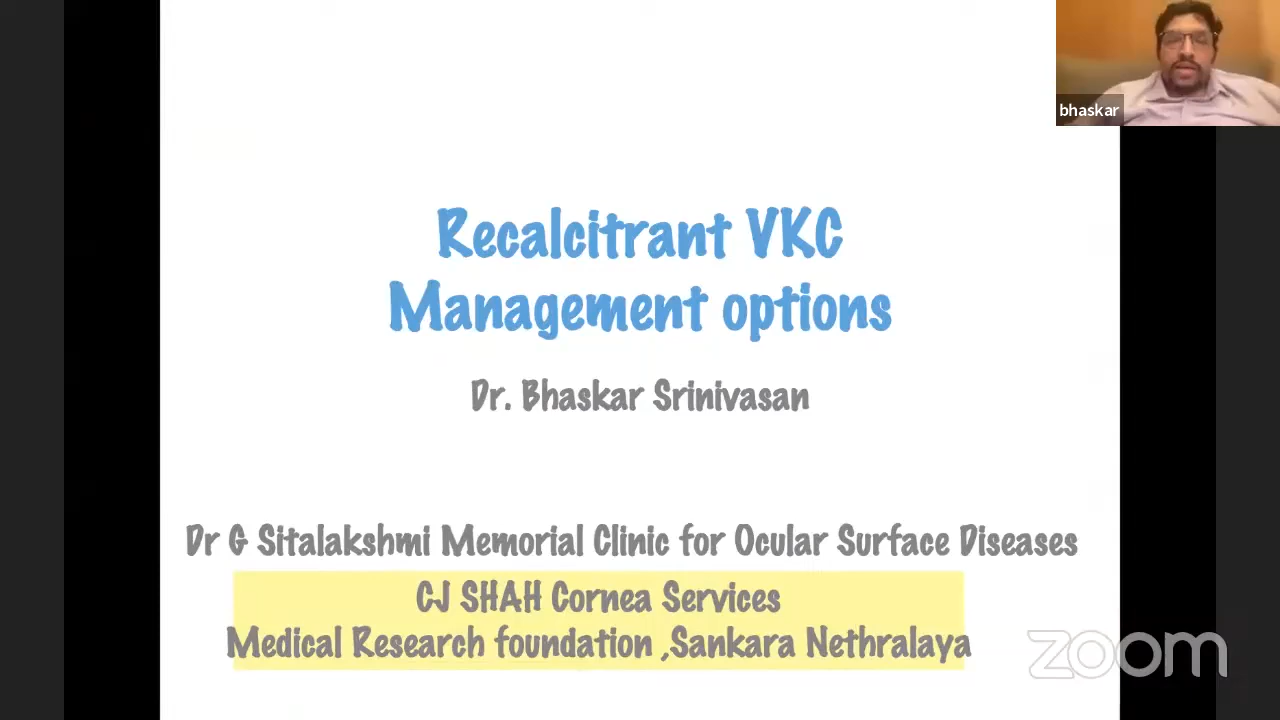 bhaskar
Recalcitrant VKC
Management options
Dr. Bhaskar Srinivasan
Dr G Sitalakshmi Memorial Clinic for Ocular Surface Diseases
CJ SHAH Cornea Services
Medical Research foundation ,Sankara Nethralaya
zoom